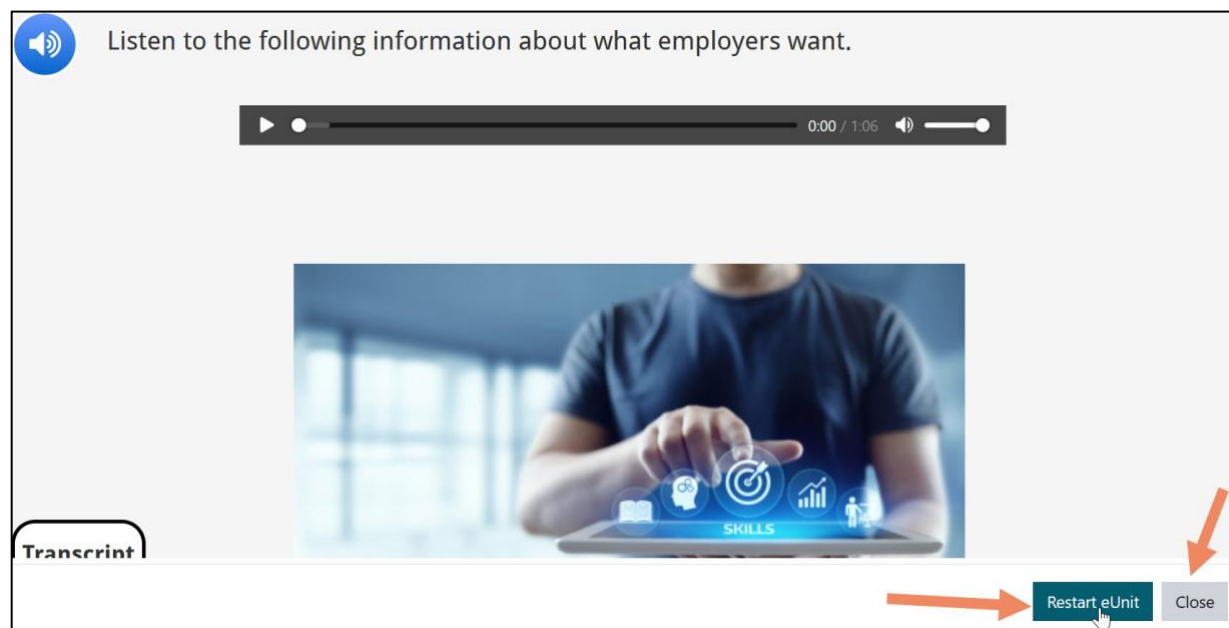 Listen to the following information about what employers want.
0:00 / 1:06
SKILLS
Transcript
Restart eUnit
Close